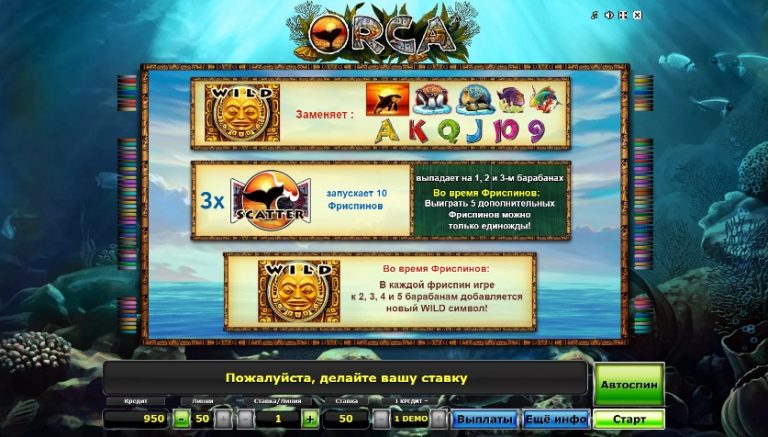 ORCA
WILD
Заменяет :
A K Q J 10 9
3x
SCATTER
запускает 10
Фриспинов
выпадает на 1, 2 и 3-м барабанах
Во время Фриспинов:
Выиграть 5 дополнительных
Фриспинов можно
только единожды!
WILD
Во время Фриспинов:
В каждой фриспин игре
к 2, 3, 4 и 5 барабанам добавляется
новый WILD символ!
Пожалуйста, делайте вашу ставку
Автоспин
Кредит Линии Ставка/Линия Ставка 1 КРЕДИТ =
950 - 50 + - 1 + 50 - 1 DEMO + Выплаты Ещё инфо Старт